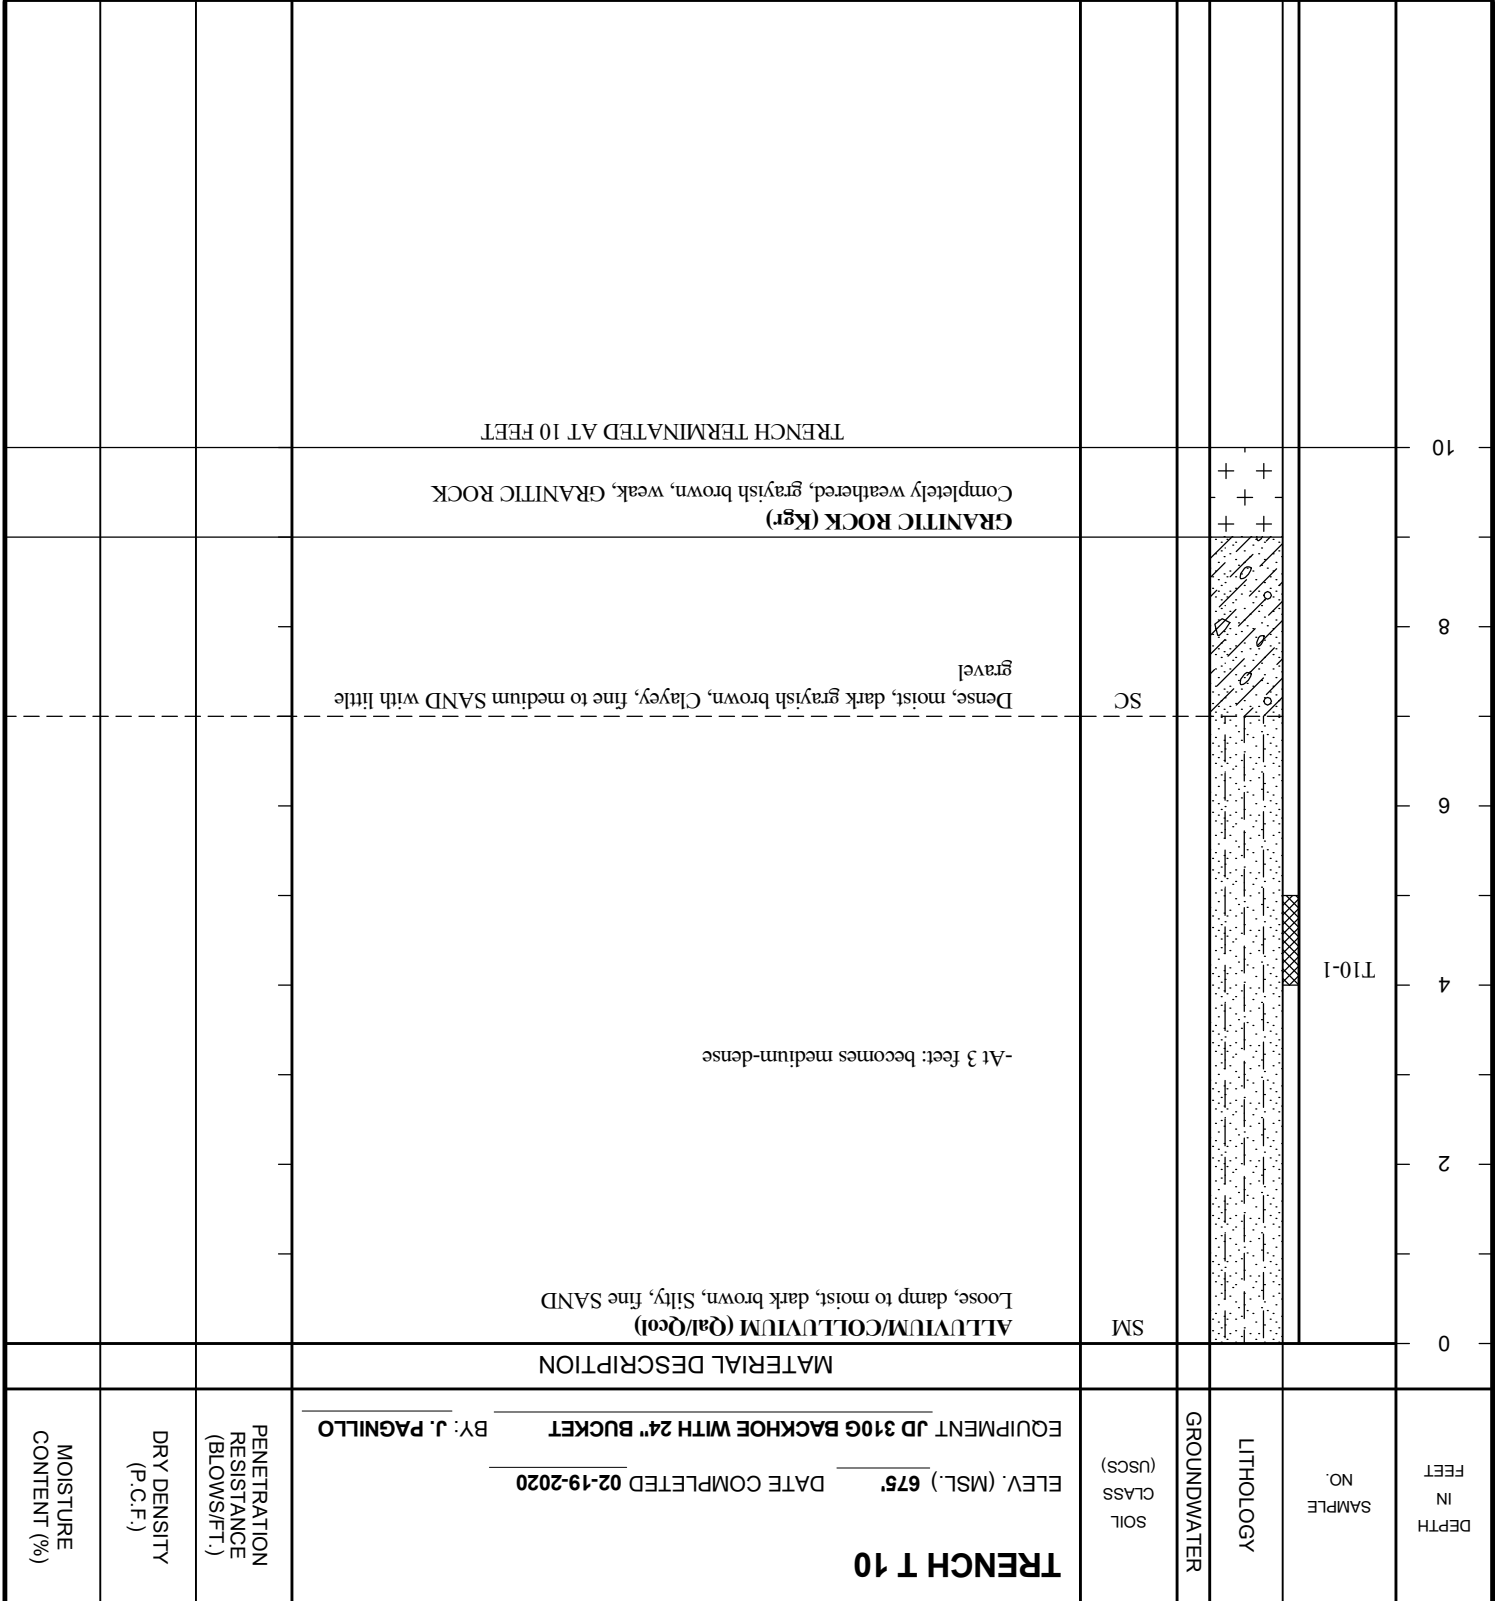 TRENCH T 10
DEPTH
IN
FEET
SAMPLE
NO.
LITHOLOGY
GROUNDWATER
SOIL
CLASS
(USCS)
ELEV. (MSL.) 675' DATE COMPLETED 02-19-2020
EQUIPMENT JD 310G BACKHOE WITH 24" BUCKET BY: J. PAGNILLO
PENETRATION
RESISTANCE
(BLOWS/FT.)
DRY DENSITY
(P.C.F.)
MOISTURE
CONTENT (%)
MATERIAL DESCRIPTION
0
SM
ALLUVIUM/COLLUVIUM (Qal/Qcol)
Loose, damp to moist, dark brown, Silty, fine SAND
2
-At 3 feet: becomes medium-dense
4
T10-1
6
SC
Dense, moist, dark grayish brown, Clayey, fine to medium SAND with little
gravel
8
GRANITIC ROCK (Kgr)
Completely weathered, grayish brown, weak, GRANITIC ROCK
10
TRENCH TERMINATED AT 10 FEET